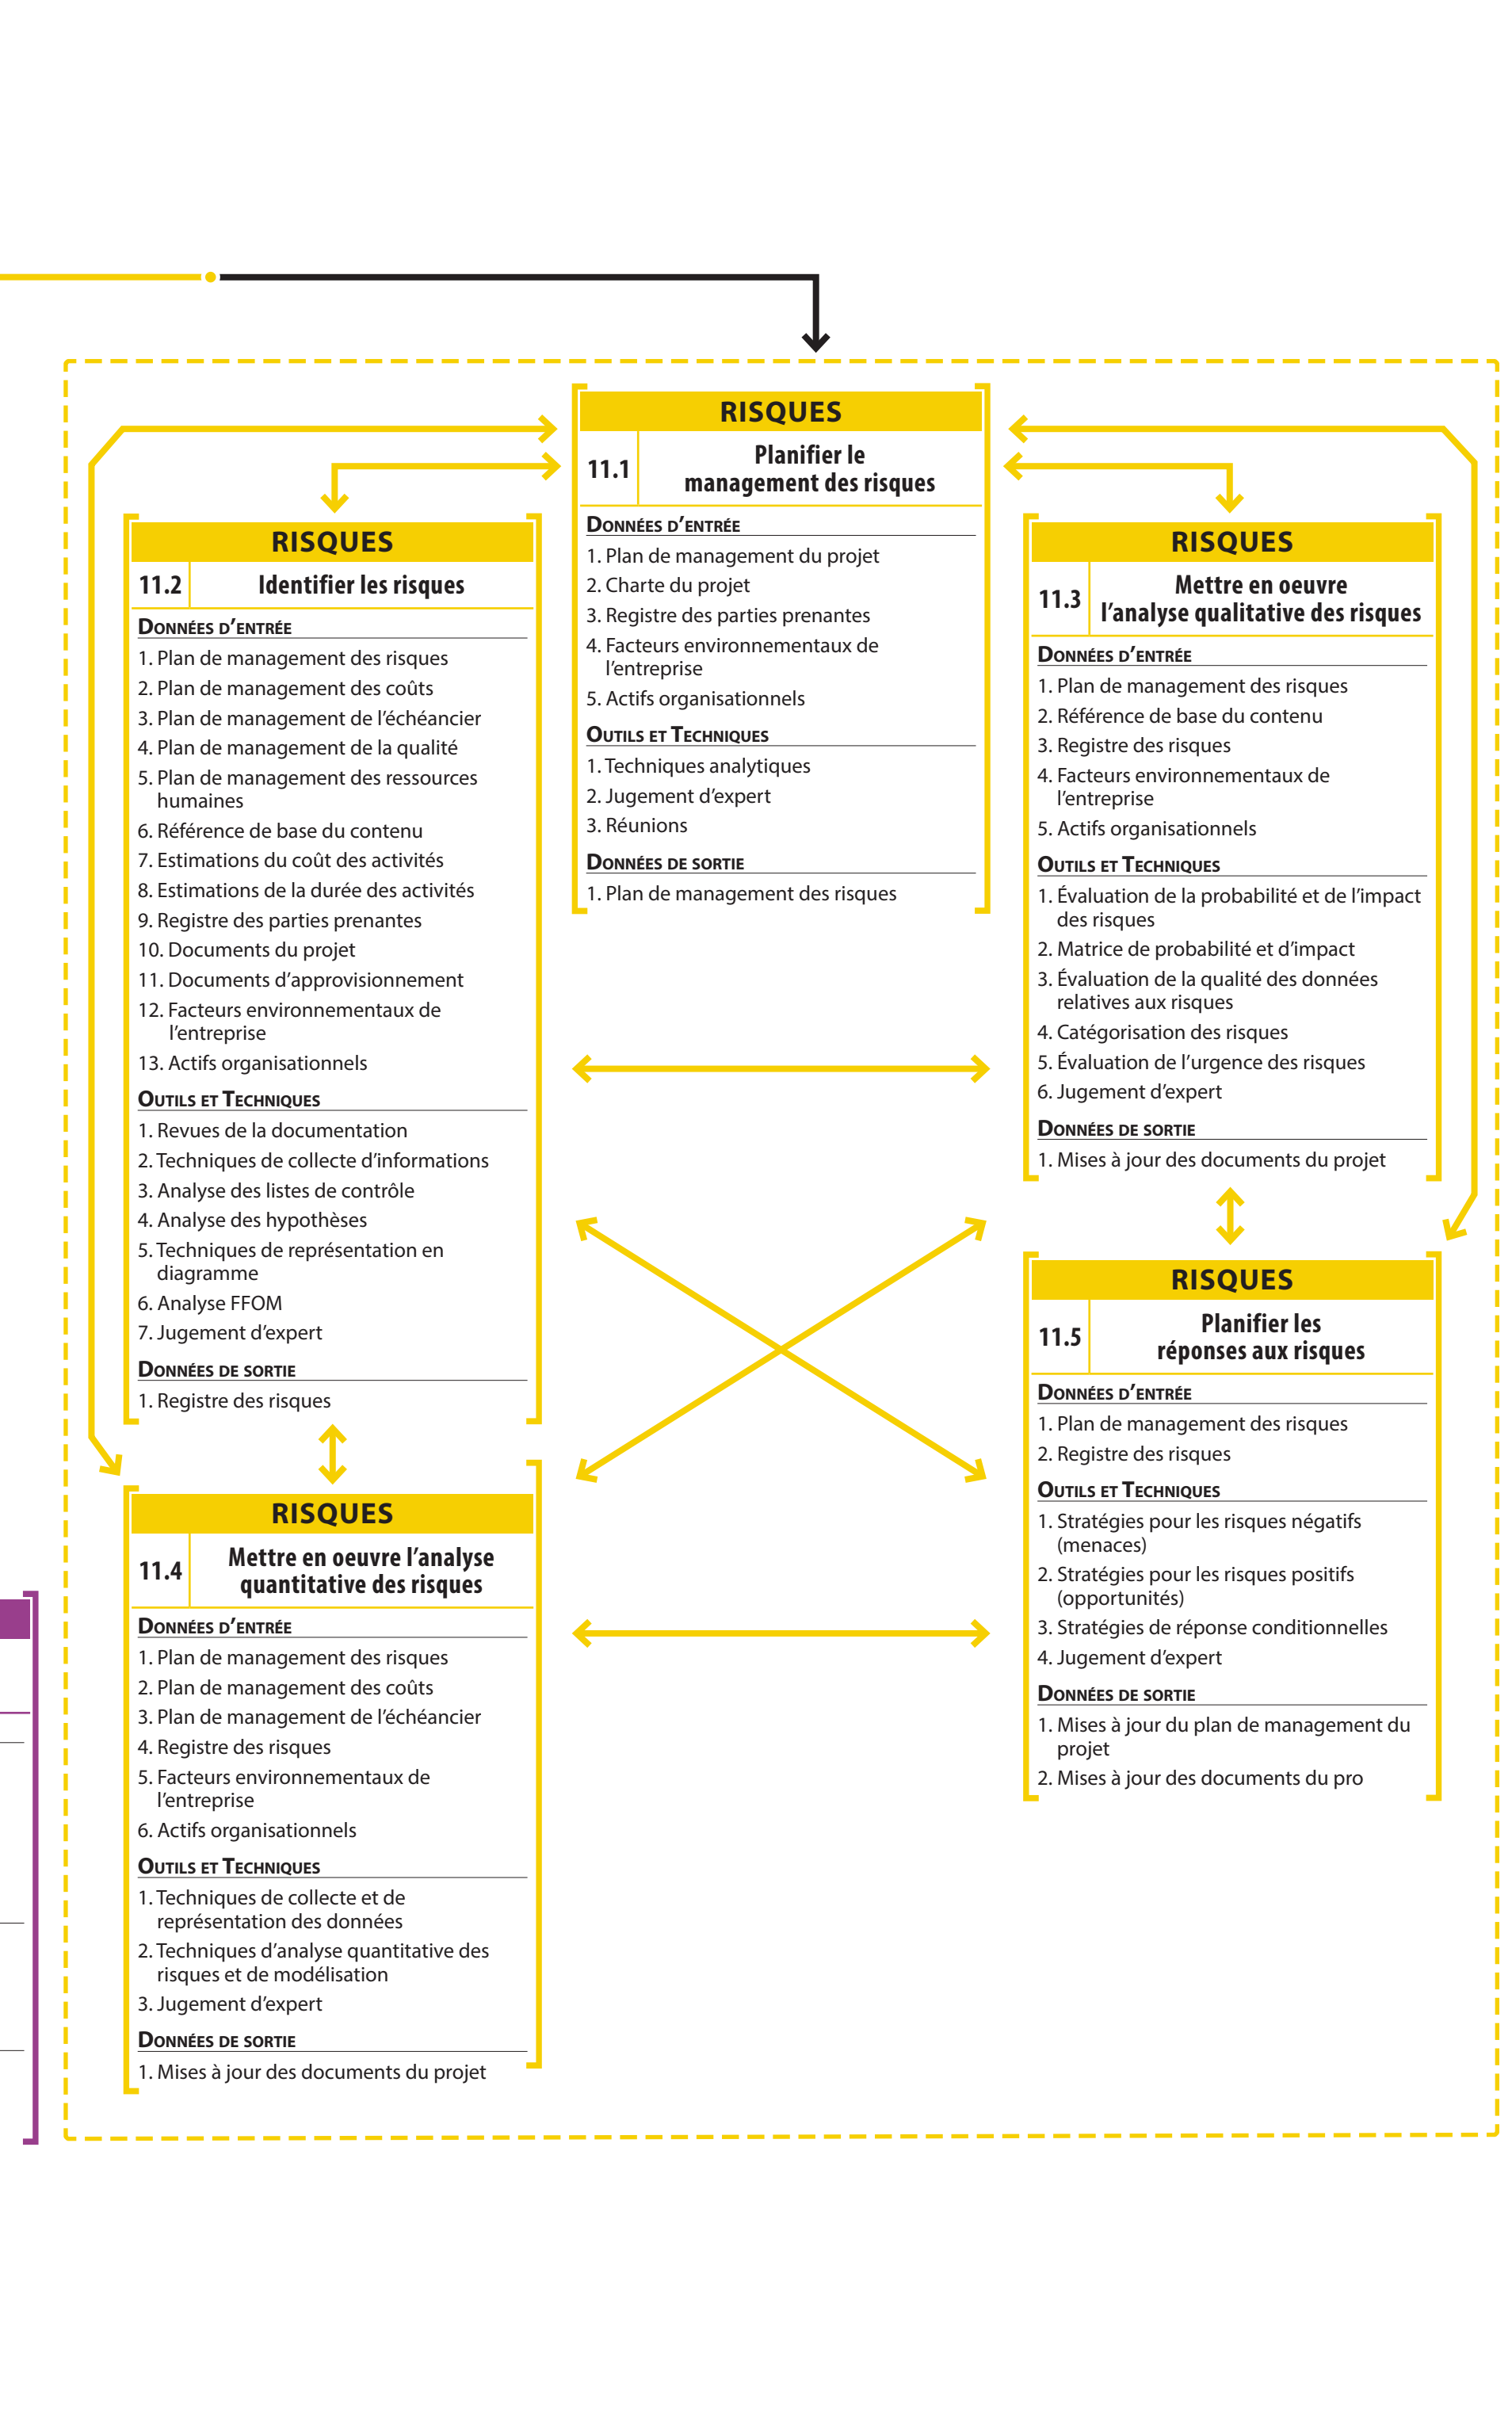 RISQUES
11.1
Planifier le
management des risques
Données d'entrée
1. Plan de management du projet
2. Charte du projet
3. Registre des parties prenantes
4. Facteurs environnementaux de
l'entreprise
5. Actifs organisationnels
Outils et Techniques
1. Techniques analytiques
2. Jugement d'expert
3. Réunions
Données de sortie
1. Plan de management des risques
RISQUES
11.2
Identifier les risques
Données d'entrée
1. Plan de management des risques
2. Plan de management des coûts
3. Plan de management de l'échéancier
4. Plan de management de la qualité
5. Plan de management des ressources
humaines
6. Référence de base du contenu
7. Estimations du coût des activités
8. Estimations de la durée des activités
9. Registre des parties prenantes
10. Documents du projet
11. Documents d'approvisionnement
12. Facteurs environnementaux de
l'entreprise
13. Actifs organisationnels
Outils et Techniques
1. Revues de la documentation
2. Techniques de collecte d'informations
3. Analyse des listes de contrôle
4. Analyse des hypothèses
5. Techniques de représentation en
diagramme
6. Analyse FFOM
7. Jugement d'expert
Données de sortie
1. Registre des risques
RISQUES
11.3
Mettre en oeuvre
l'analyse qualitative des risques
Données d'entrée
1. Plan de management des risques
2. Référence de base du contenu
3. Registre des risques
4. Facteurs environnementaux de
l'entreprise
5. Actifs organisationnels
Outils et Techniques
1. Évaluation de la probabilité et de l'impact
des risques
2. Matrice de probabilité et d'impact
3. Évaluation de la qualité des données
relatives aux risques
4. Catégorisation des risques
5. Évaluation de l'urgence des risques
6. Jugement d'expert
Données de sortie
1. Mises à jour des documents du projet
RISQUES
11.4
Mettre en oeuvre l'analyse
quantitative des risques
Données d'entrée
1. Plan de management des risques
2. Plan de management des coûts
3. Plan de management de l'échéancier
4. Registre des risques
5. Facteurs environnementaux de
l'entreprise
6. Actifs organisationnels
Outils et Techniques
1. Techniques de collecte et de
représentation des données
2. Techniques d'analyse quantitative des
risques et de modélisation
3. Jugement d'expert
Données de sortie
1. Mises à jour des documents du projet
RISQUES
11.5
Planifier les
réponses aux risques
Données d'entrée
1. Plan de management des risques
2. Registre des risques
Outils et Techniques
1. Stratégies pour les risques négatifs
(menaces)
2. Stratégies pour les risques positifs
(opportunités)
3. Stratégies de réponse conditionnelles
4. Jugement d'expert
Données de sortie
1. Mises à jour du plan de management du
projet
2. Mises à jour des documents du pro